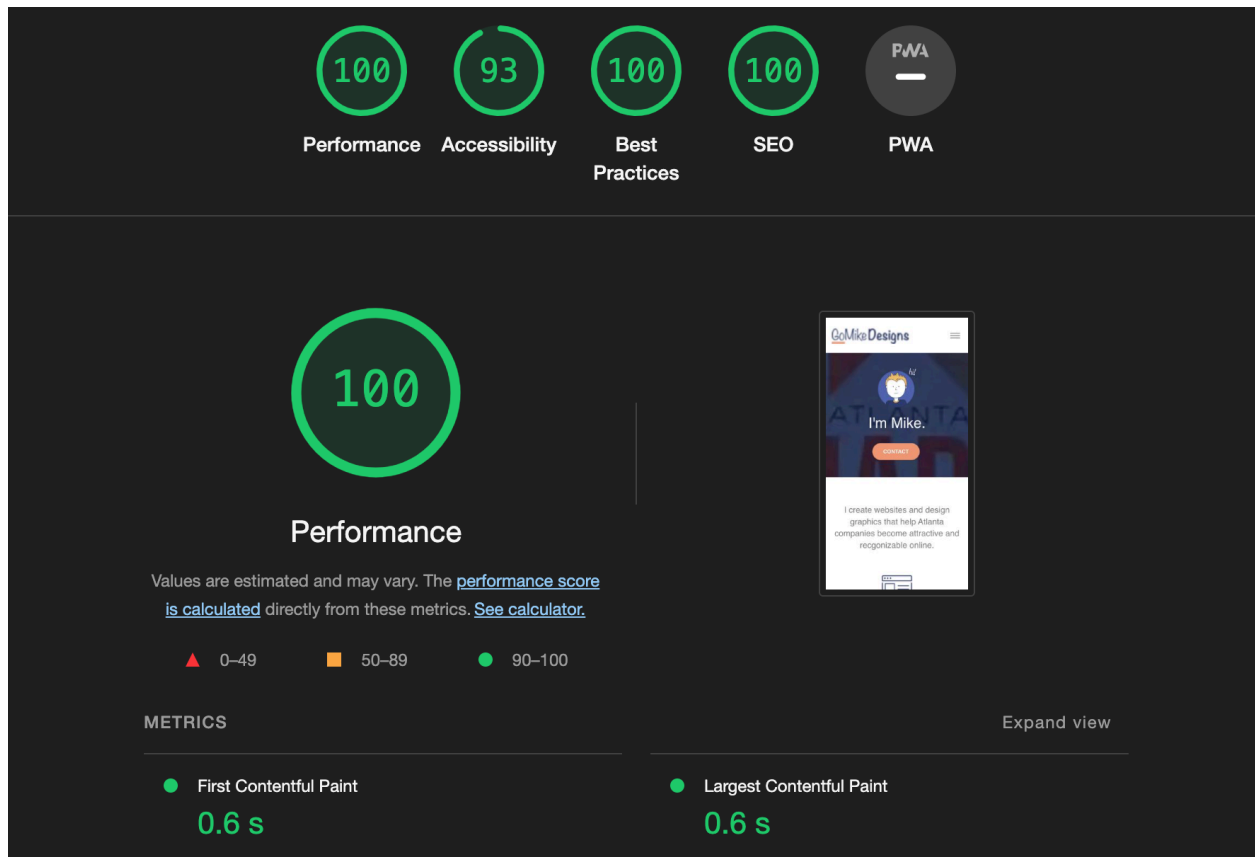 100
93
100
100
PWA
Performance
Accessibility
Best
Practices
SEO
PWA
100
Performance
Values are estimated and may vary. The performance score
is calculated directly from these metrics. See calculator.
0–49
50–89
90–100
GoMikeDesigns
hi!
ATLANTA
I'm Mike.
CONTACT
I create websites and design
graphics that help Atlanta
companies become attractive and
recgonizable online.
METRICS
Expand view
First Contentful Paint
0.6 s
Largest Contentful Paint
0.6 s